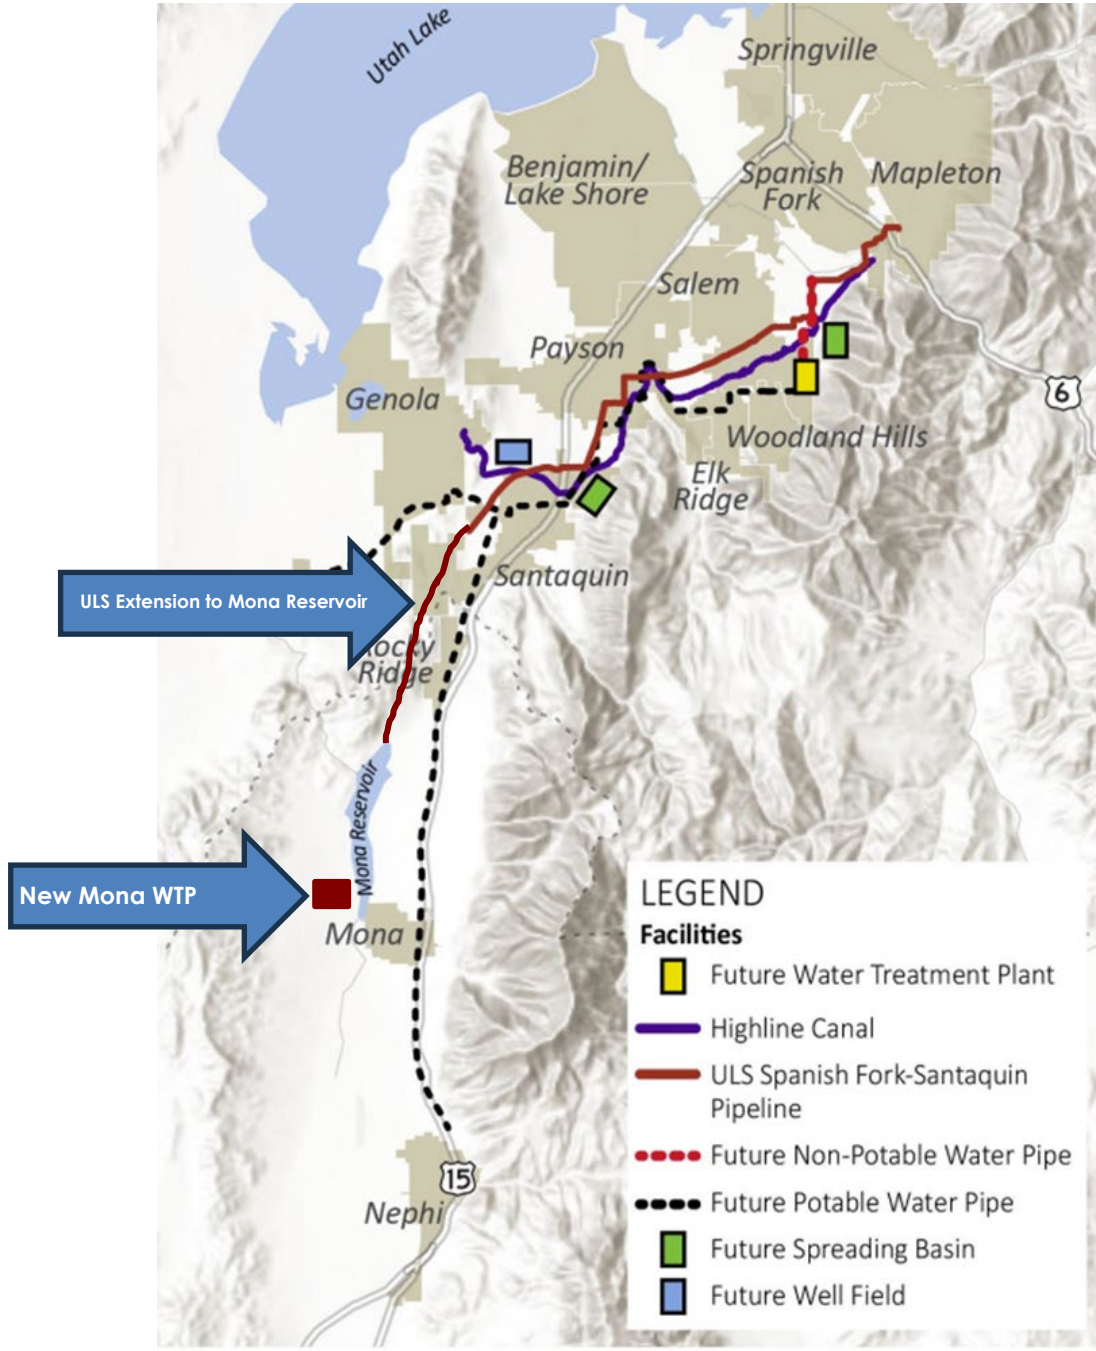 Utah Lake
Springville
Benjamin/
Lake Shore
Spanish
Fork
Mapleton
Salem
Payson
Genola
6
Woodland Hills
Elk
Ridge
Santaquin
ULS Extension to Mona Reservoir
Rocky
Ridge
Mona Reservoir
New Mona WTP
Mona
15
Nephi
LEGEND
Facilities
Future Water Treatment Plant
Highline Canal
ULS Spanish Fork-Santaquin
Pipeline
Future Non-Potable Water Pipe
Future Potable Water Pipe
Future Spreading Basin
Future Well Field